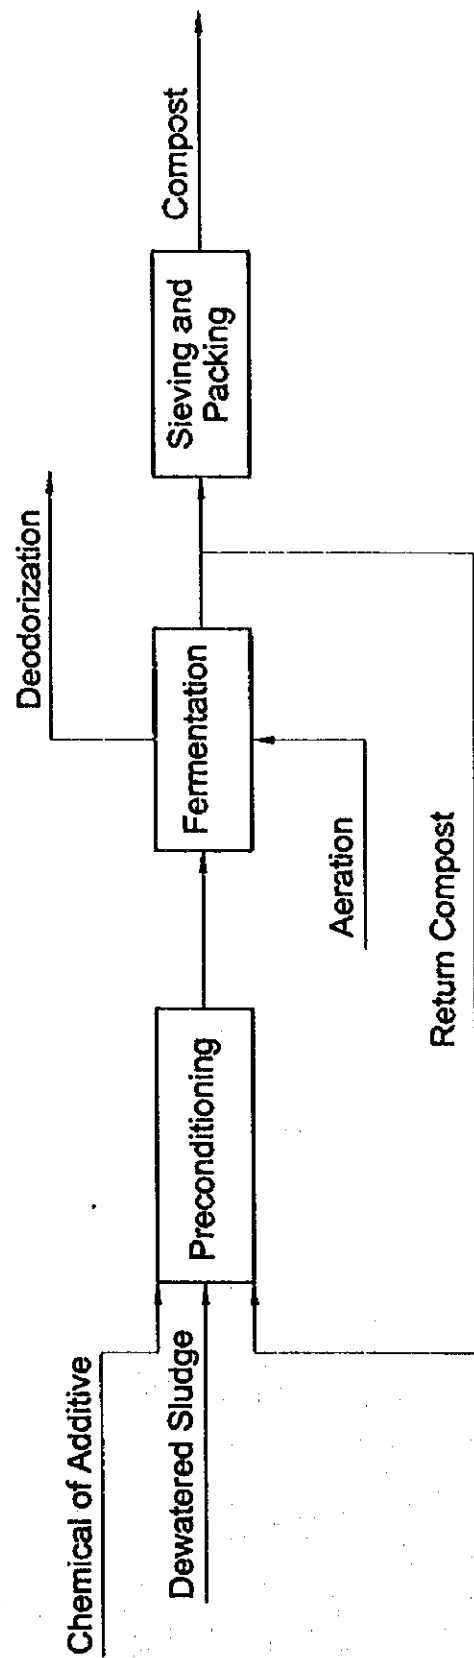 Chemical of Additive
Dewatered Sludge
Preconditioning
Fermentation
Deodorization
Aeration
Return Compost
Sieving and
Packing
Compost